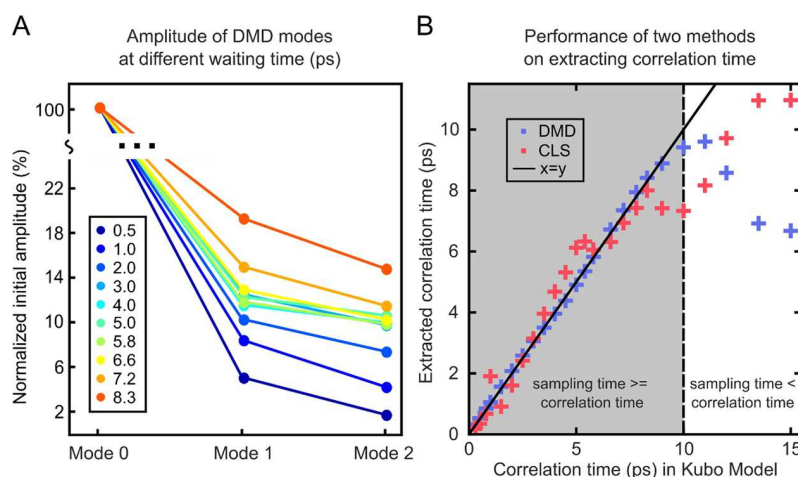 A
Amplitude of DMD modes
at different waiting time (ps)
Normalized initial amplitude (%)
100
22
18
14
10
6
2
0.5
1.0
2.0
3.0
4.0
5.0
5.8
6.6
7.2
8.3
Mode 0
Mode 1
Mode 2
B
Performance of two methods
on extracting correlation time
Extracted correlation time (ps)
10
8
6
4
2
0
DMD
CLS
x=y
sampling time >=
correlation time
sampling time <
correlation time
0
5
10
15
Correlation time (ps) in Kubo Model